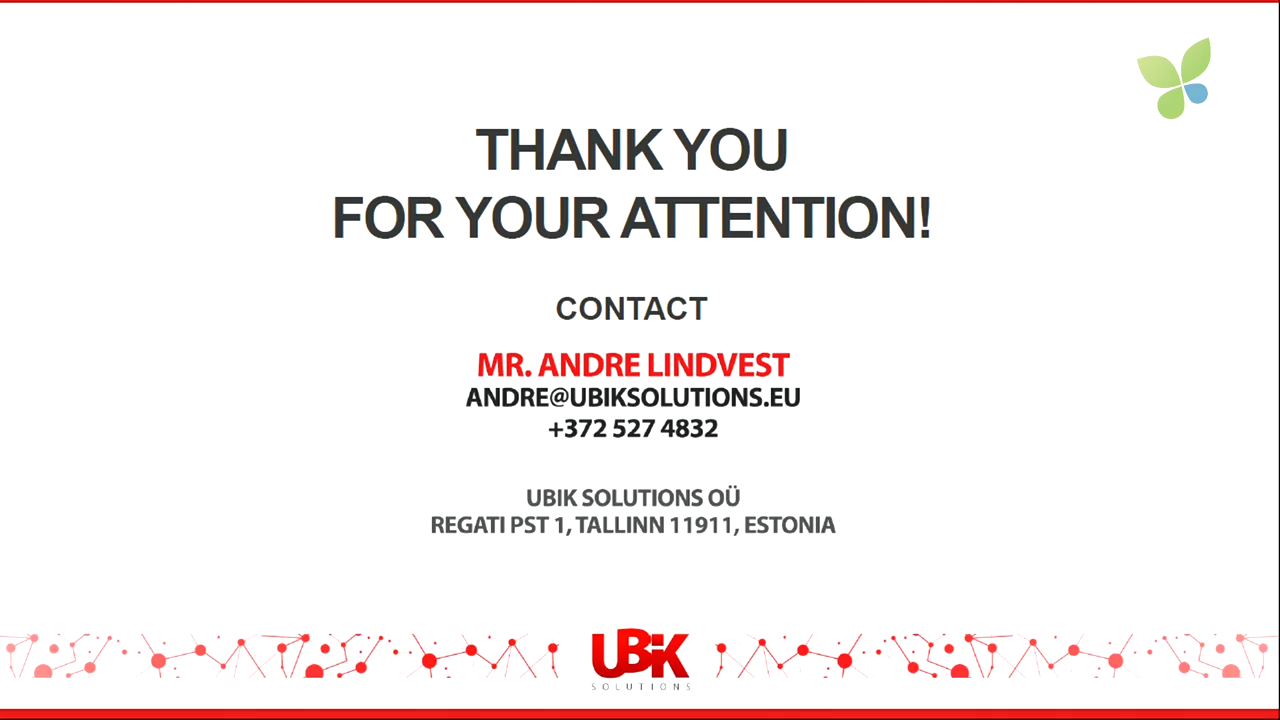 THANK YOU
FOR YOUR ATTENTION!
CONTACT
MR. ANDRE LINDVEST
ANDRE@UBIKSOLUTIONS.EU
+372 527 4832
UBIK SOLUTIONS OÜ
REGATI PST 1, TALLINN 11911, ESTONIA
UBiK
SOLUTIONS